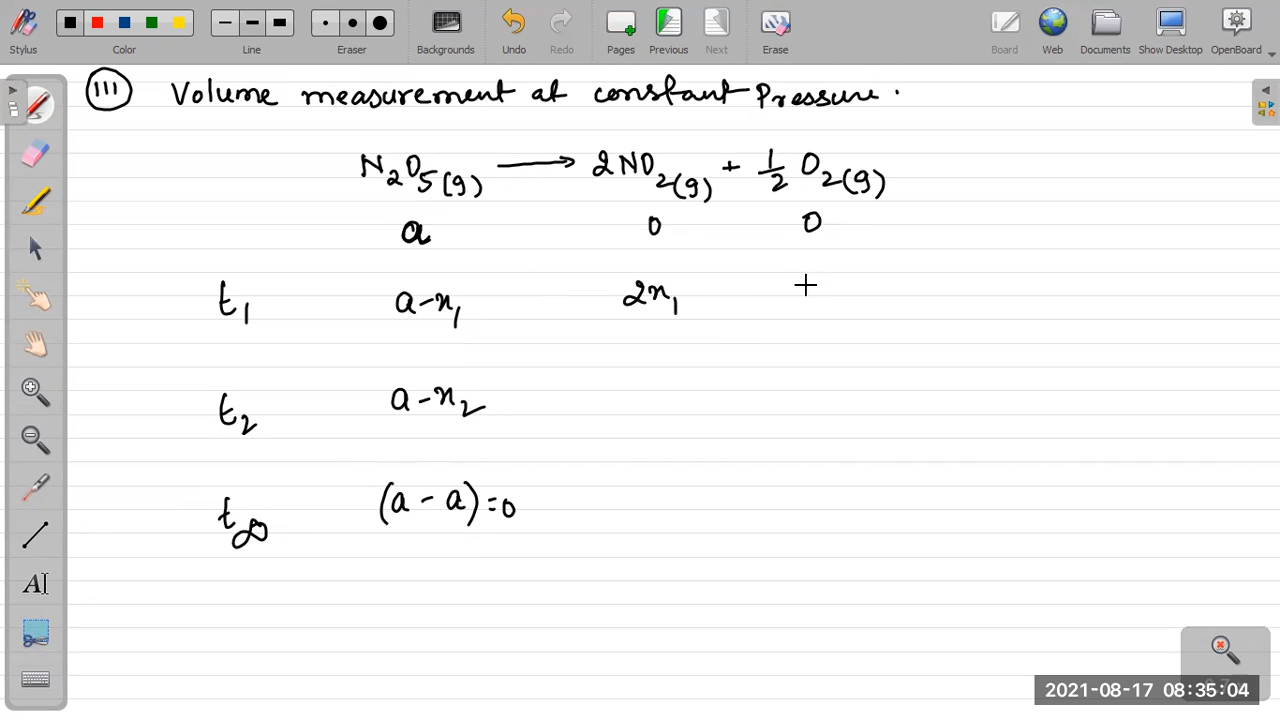 Stylus Color Line Eraser Backgrounds Undo Redo Pages Previous Next Erase Board Web Documents Show Desktop OpenBoard
III Volume measurement at constant Pressure.
N₂O₅(g) ⟶ 2NO₂(g) + 1/2 O₂(g)
a 0 0
t₁ a-x₁ 2x₁
t₂ a-x₂
t∞ (a-a)=0
AI
2021-08-17 08:35:04